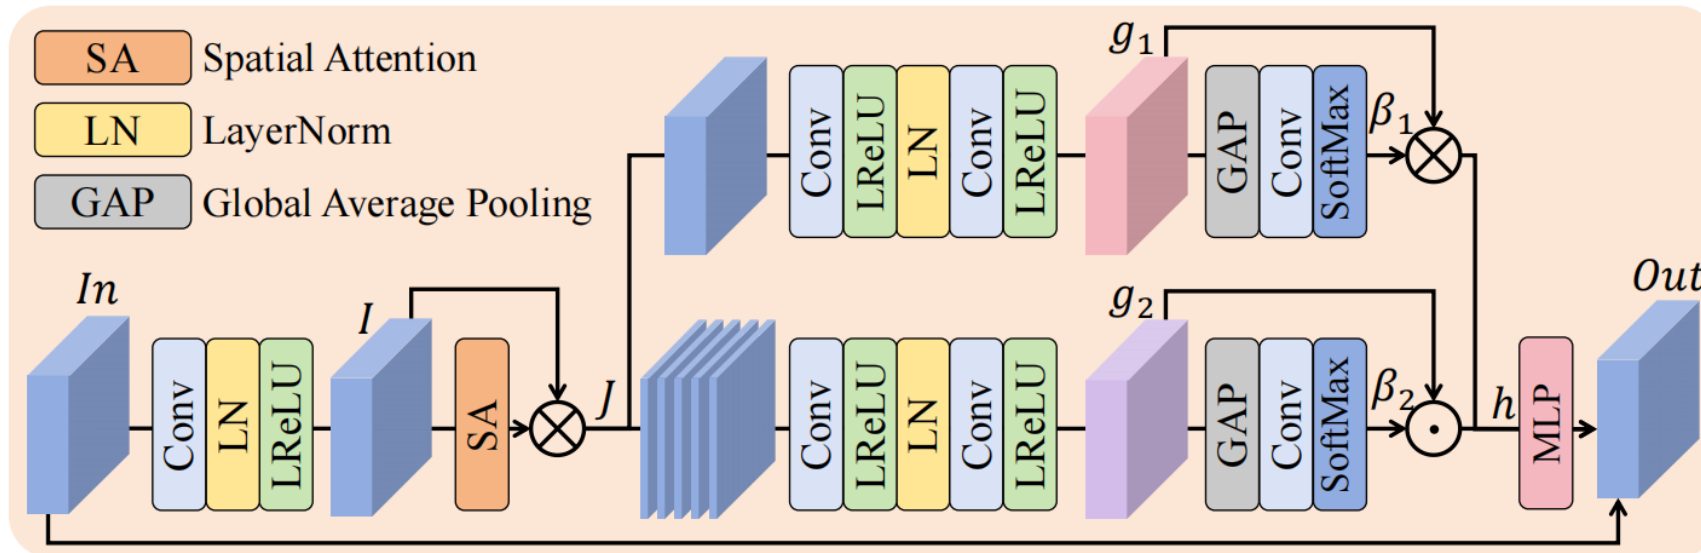 SA Spatial Attention
LN LayerNorm
GAP Global Average Pooling
Conv
LReLU
LN
Conv
LReLU
g₁
GAP
Conv
SoftMax
β₁
In
Conv
LN
LReLU
I
SA
J
Conv
LReLU
LN
Conv
LReLU
g₂
GAP
Conv
SoftMax
β₂
h
MLP
Out